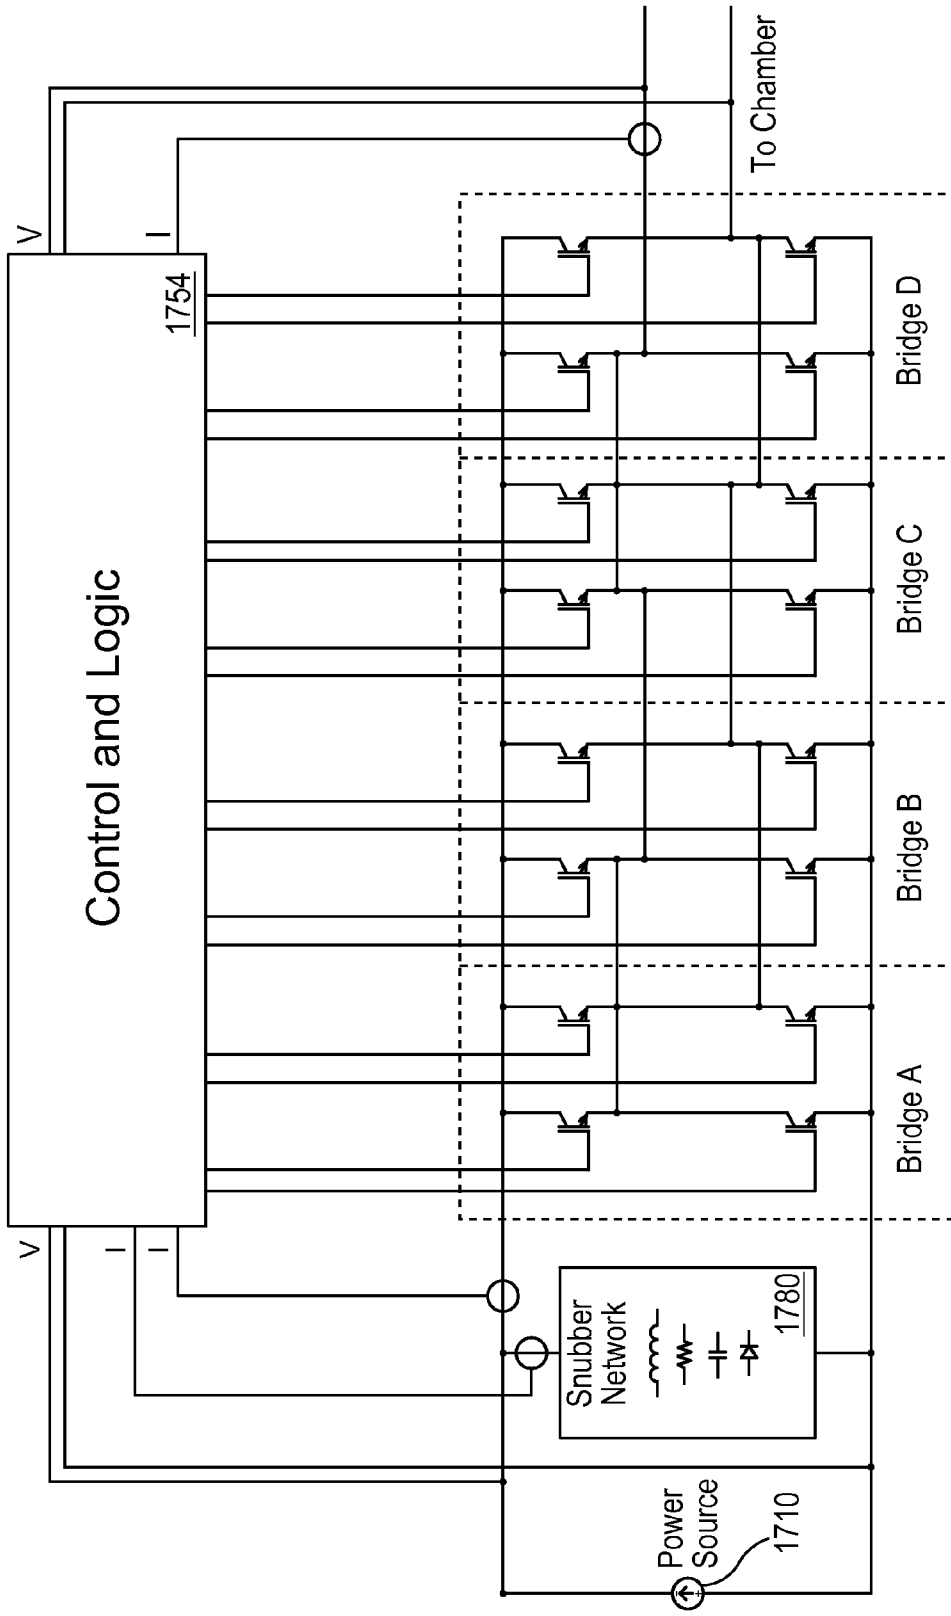 V
I
I
Control and Logic
1754
V
I
Power
Source
1710
Snubber
Network
1780
- +
Bridge A
Bridge B
Bridge C
Bridge D
To Chamber